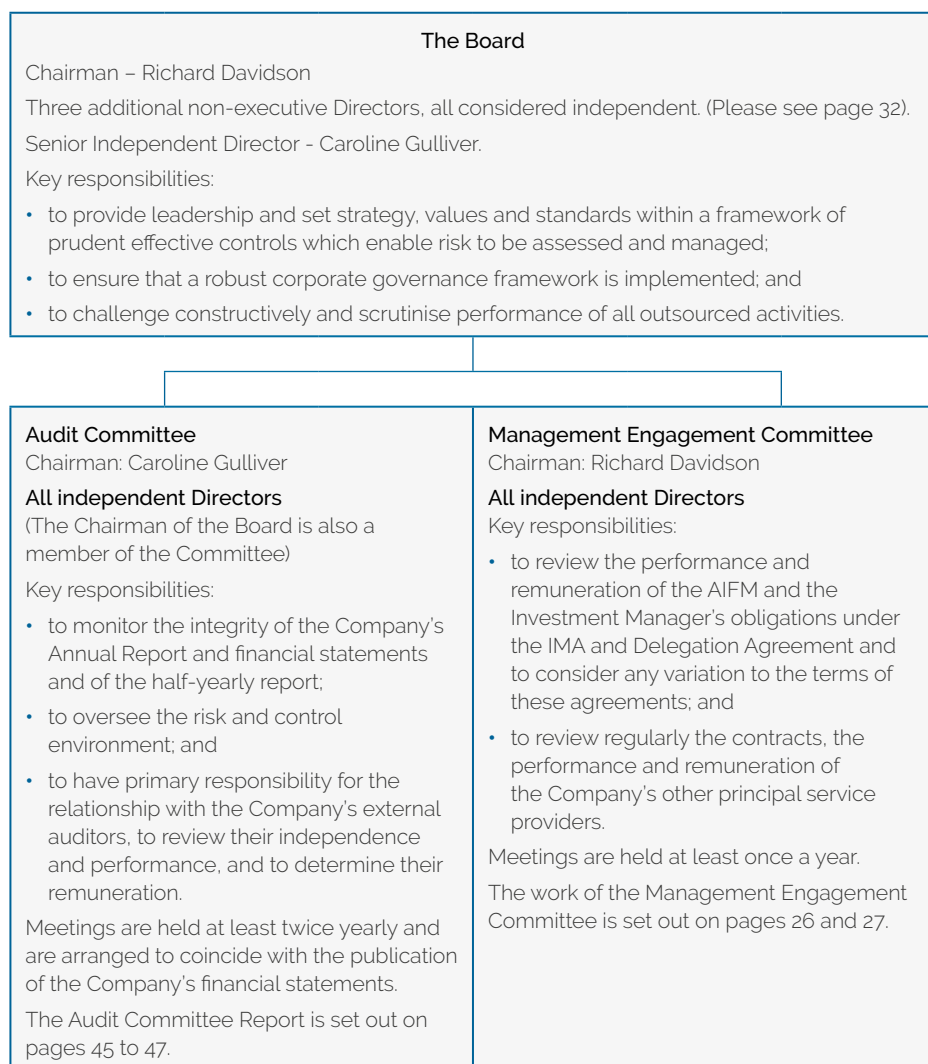 The Board
Chairman – Richard Davidson
Three additional non-executive Directors, all considered independent. (Please see page 32).
Senior Independent Director - Caroline Gulliver.
Key responsibilities:
• to provide leadership and set strategy, values and standards within a framework of
prudent effective controls which enable risk to be assessed and managed;
• to ensure that a robust corporate governance framework is implemented; and
• to challenge constructively and scrutinise performance of all outsourced activities.
Audit Committee
Chairman: Caroline Gulliver
All independent Directors
(The Chairman of the Board is also a
member of the Committee)
Key responsibilities:
• to monitor the integrity of the Company's
Annual Report and financial statements
and of the half-yearly report;
• to oversee the risk and control
environment; and
• to have primary responsibility for the
relationship with the Company's external
auditors, to review their independence
and performance, and to determine their
remuneration.
Meetings are held at least twice yearly and
are arranged to coincide with the publication
of the Company's financial statements.
The Audit Committee Report is set out on
pages 45 to 47.
Management Engagement Committee
Chairman: Richard Davidson
All independent Directors
Key responsibilities:
• to review the performance and
remuneration of the AIFM and the
Investment Manager's obligations under
the IMA and Delegation Agreement and
to consider any variation to the terms of
these agreements; and
• to review regularly the contracts, the
performance and remuneration of
the Company's other principal service
providers.
Meetings are held at least once a year.
The work of the Management Engagement
Committee is set out on pages 26 and 27.